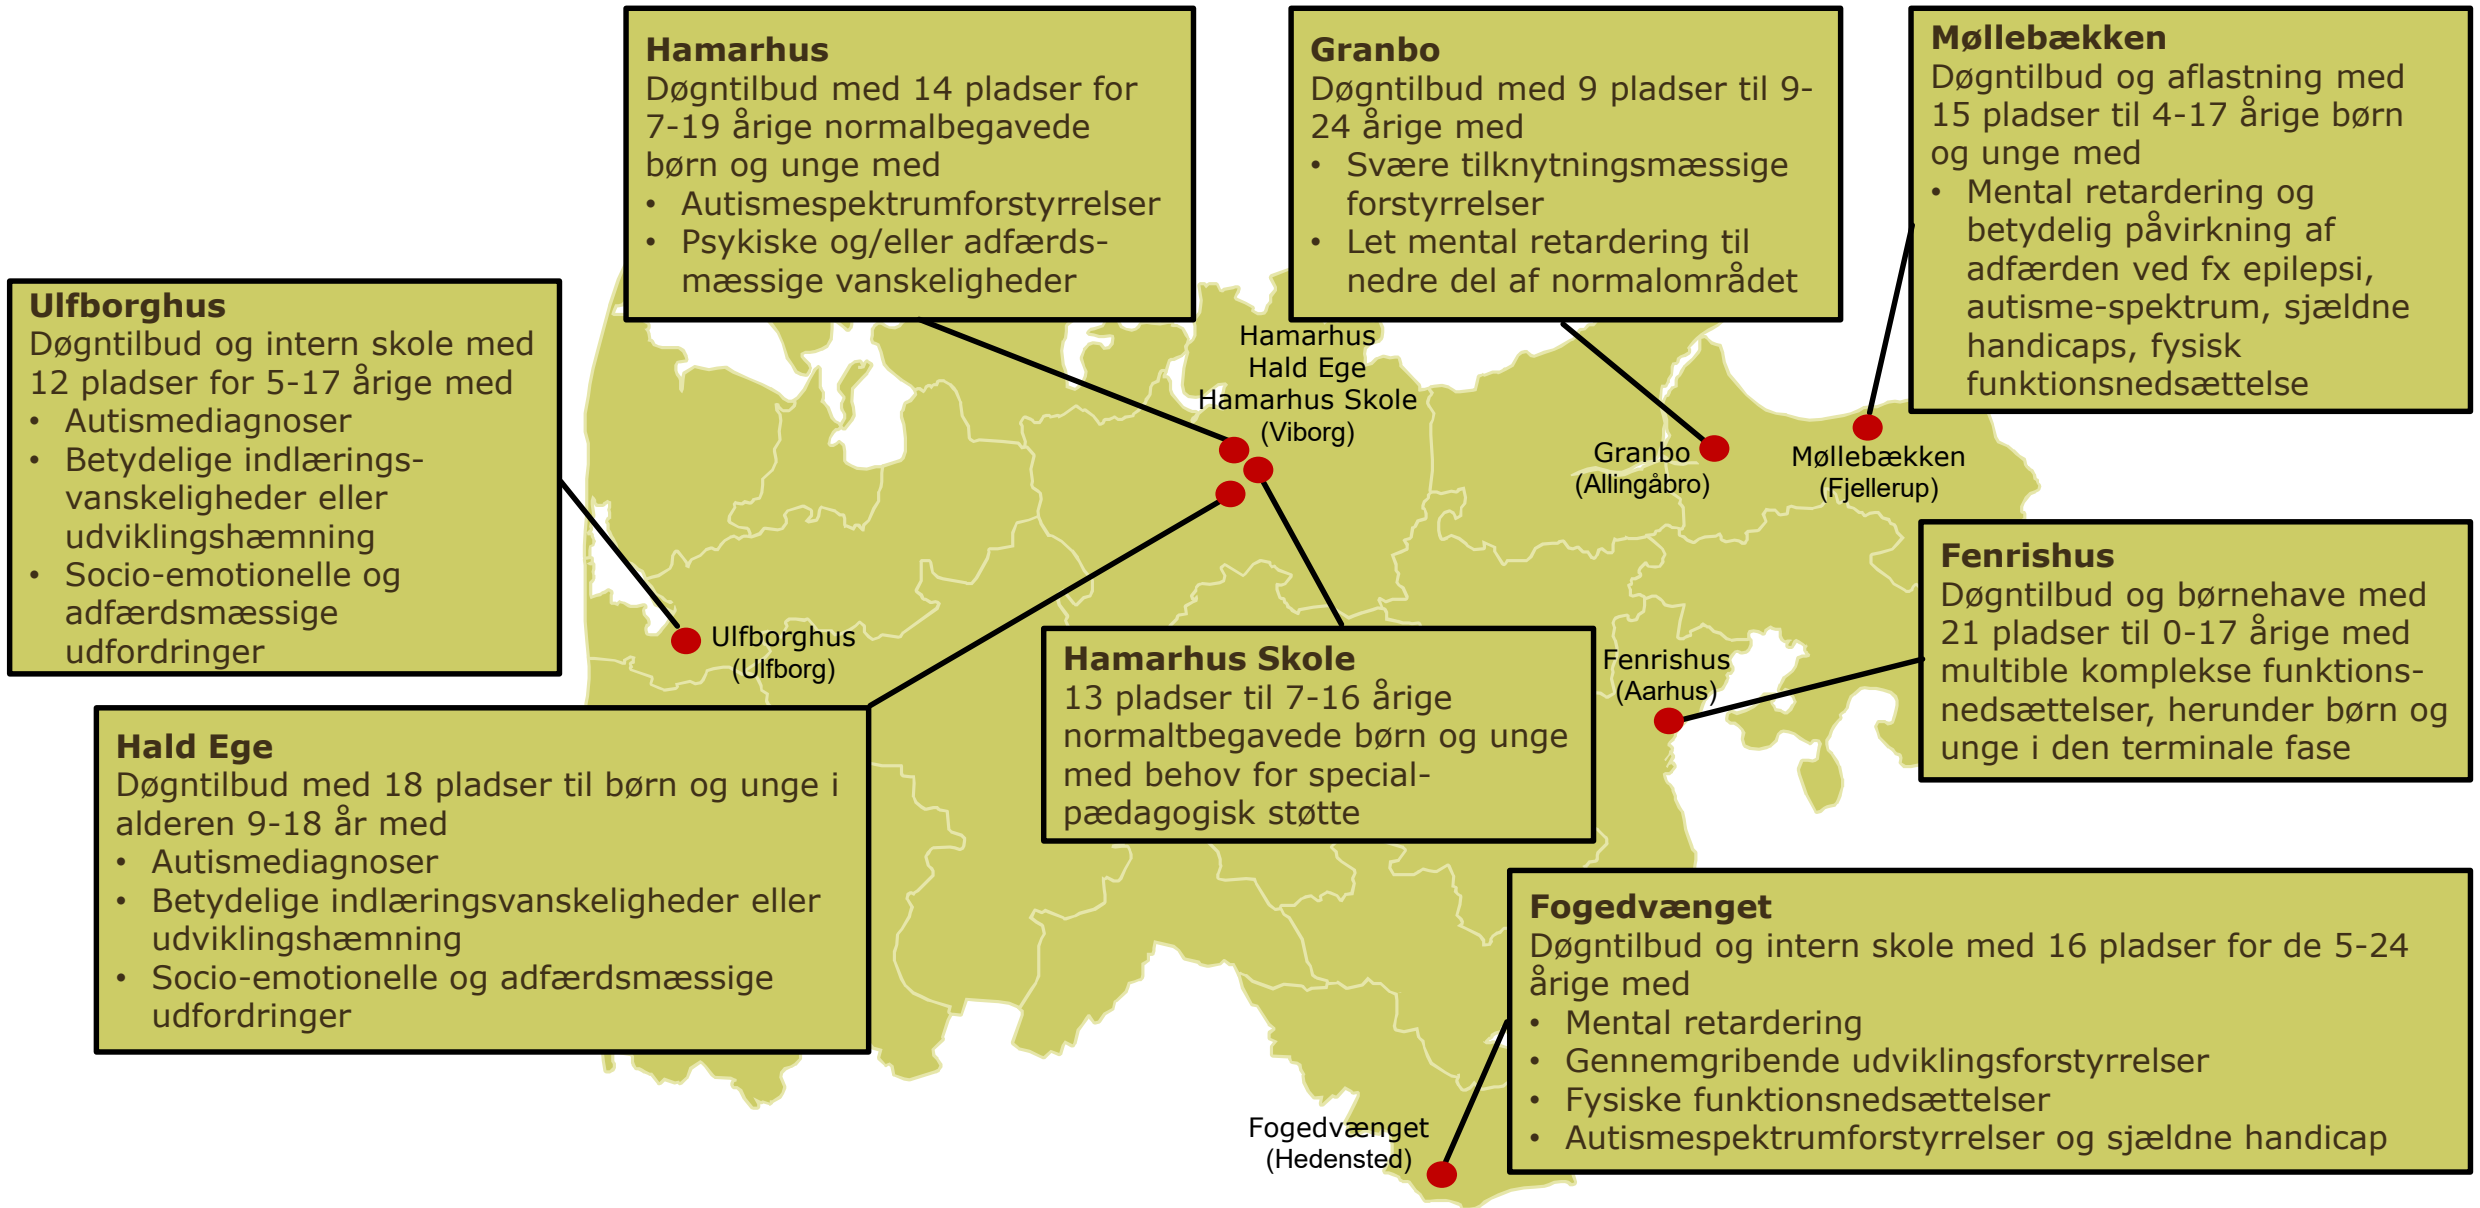 Hamarhus
Døgntilbud med 14 pladser for
7-19 årige normalbegavede
børn og unge med
• Autismespektrumforstyrrelser
• Psykiske og/eller adfærds-
mæssige vanskeligheder
Granbo
Døgntilbud med 9 pladser til 9-
24 årige med
• Svære tilknytningsmæssige
forstyrrelser
• Let mental retardering til
nedre del af normalområdet
Møllebækken
Døgntilbud og aflastning med
15 pladser til 4-17 årige børn
og unge med
• Mental retardering og
betydelig påvirkning af
adfærden ved fx epilepsi,
autisme-spektrum, sjældne
handicaps, fysisk
funktionsnedsættelse
Ulfborghus
Døgntilbud og intern skole med
12 pladser for 5-17 årige med
• Autismediagnoser
• Betydelige indlærings-
vanskeligheder eller
udviklingshæmning
• Socio-emotionelle og
adfærdsmæssige
udfordringer
Hamarhus
Hald Ege
Hamarhus Skole
(Viborg)
Granbo
(Allingåbro)
Møllebækken
(Fjellerup)
Ulfborghus
(Ulfborg)
Fenrishus
(Aarhus)
Fenrishus
Døgntilbud og børnehave med
21 pladser til 0-17 årige med
multible komplekse funktions-
nedsættelser, herunder børn og
unge i den terminale fase
Hamarhus Skole
13 pladser til 7-16 årige
normaltbegavede børn og unge
med behov for special-
pædagogisk støtte
Hald Ege
Døgntilbud med 18 pladser til børn og unge i
alderen 9-18 år med
• Autismediagnoser
• Betydelige indlæringsvanskeligheder eller
udviklingshæmning
• Socio-emotionelle og adfærdsmæssige
udfordringer
Fogedvænget
Døgntilbud og intern skole med 16 pladser for de 5-24
årige med
• Mental retardering
• Gennemgribende udviklingsforstyrrelser
• Fysiske funktionsnedsættelser
• Autismespektrumforstyrrelser og sjældne handicap
Fogedvænget
(Hedensted)